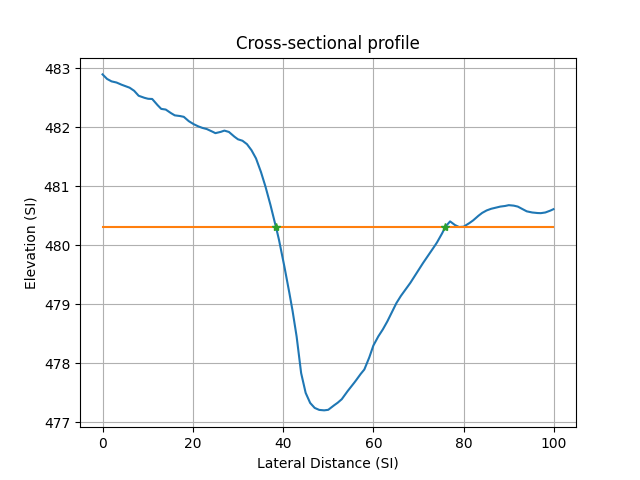 Cross-sectional profile
483
482
481
480
479
478
477
Elevation (SI)
0 20 40 60 80 100
Lateral Distance (SI)